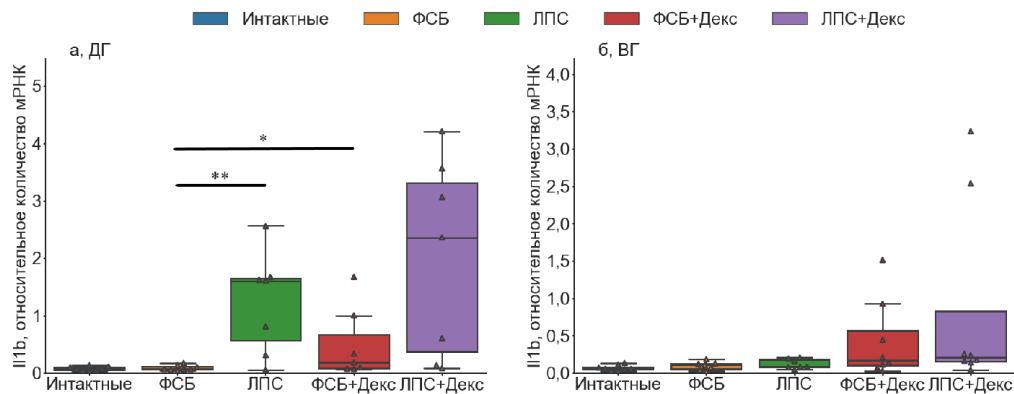 Интактные ФСБ ЛПС ФСБ+Декс ЛПС+Декс
а, ДГ
Il1b, относительное количество мРНК
5
4
3
2
1
0
*
**
Интактные ФСБ ЛПС ФСБ+Декс ЛПС+Декс
б, ВГ
Il1b, относительное количество мРНК
4,0
3,5
3,0
2,5
2,0
1,5
1,0
0,5
0
Интактные ФСБ ЛПС ФСБ+Декс ЛПС+Декс